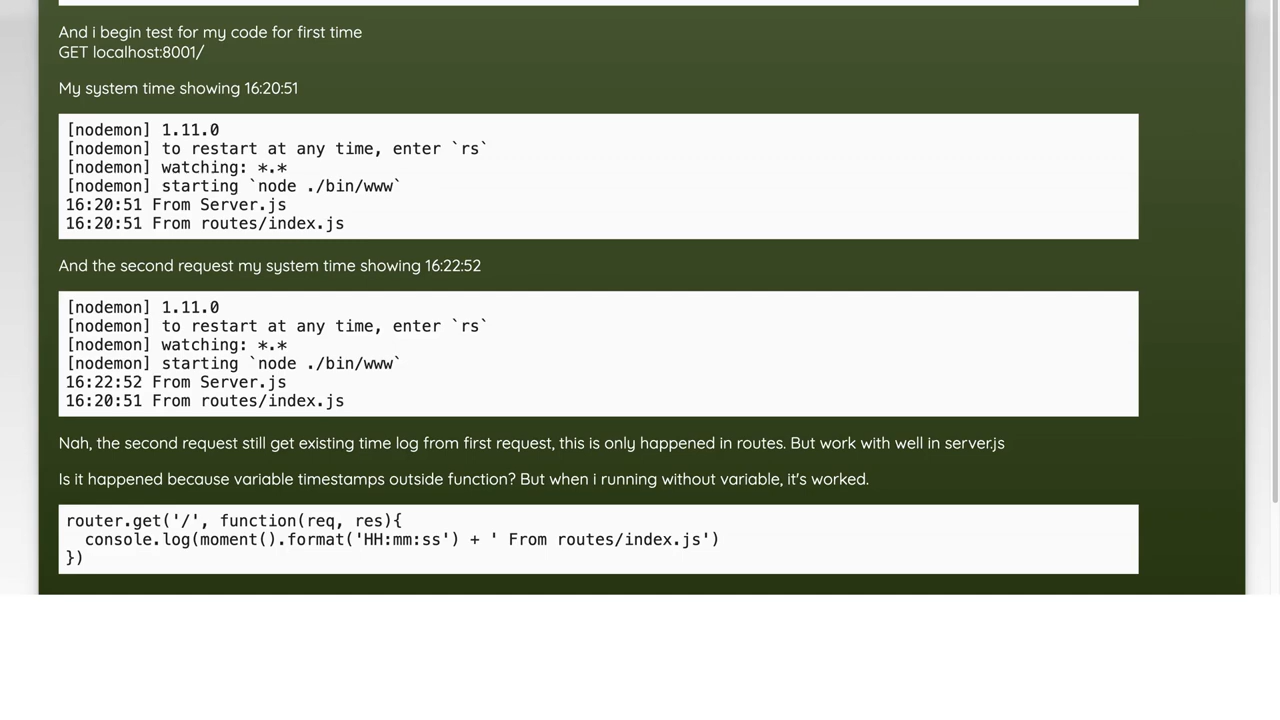 And i begin test for my code for first time
GET localhost:8001/
My system time showing 16:20:51
[nodemon] 1.11.0
[nodemon] to restart at any time, enter `rs`
[nodemon] watching: *.*
[nodemon] starting `node ./bin/www`
16:20:51 From Server.js
16:20:51 From routes/index.js
And the second request my system time showing 16:22:52
[nodemon] 1.11.0
[nodemon] to restart at any time, enter `rs`
[nodemon] watching: *.*
[nodemon] starting `node ./bin/www`
16:22:52 From Server.js
16:20:51 From routes/index.js
Nah, the second request still get existing time log from first request, this is only happened in routes. But work with well in server.js
Is it happened because variable timestamps outside function? But when i running without variable, it's worked.
router.get('/', function(req, res){
  console.log(moment().format('HH:mm:ss') + ' From routes/index.js')
})